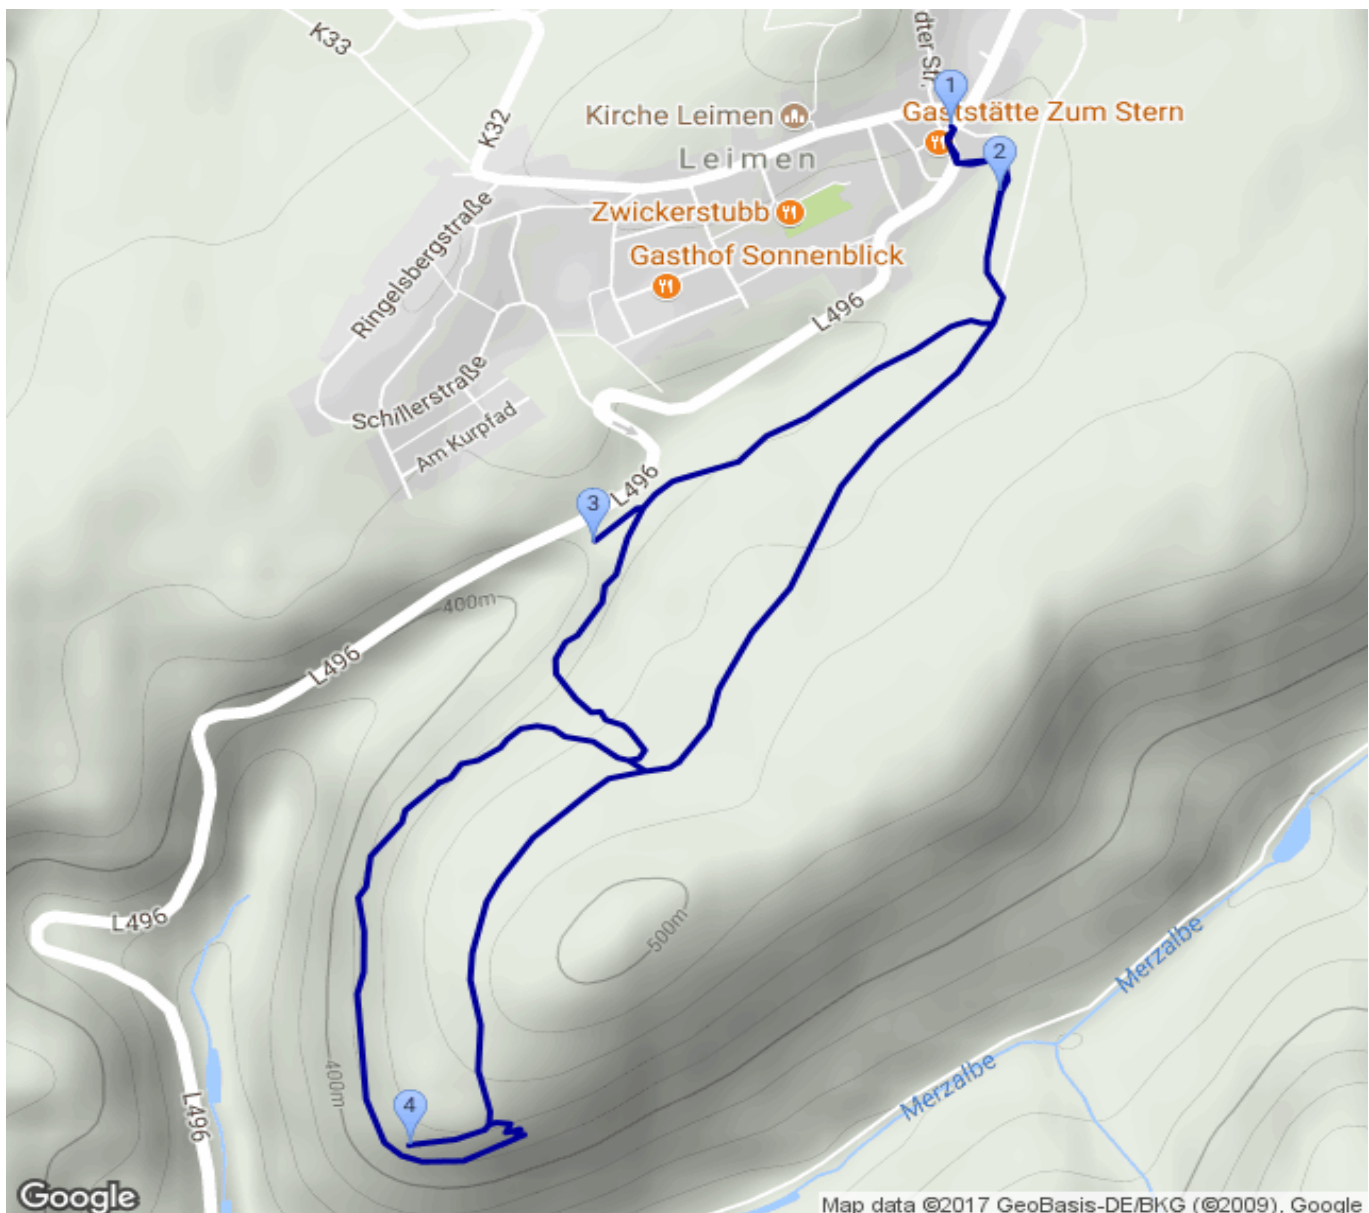 K33
dter Str.
1
K32
Kirche Leimen
Gaststätte Zum Stern
Leimen
2
Zwickerstubb
Ringelsbergstraße
Gasthof Sonnenblick
L496
Schillerstraße
Am Kurpfad
L496
3
400m
L496
L496
500m
Merzalbe
Merzalbe
400m
4
L496
Google
Map data ©2017 GeoBasis-DE/BKG (©2009), Google